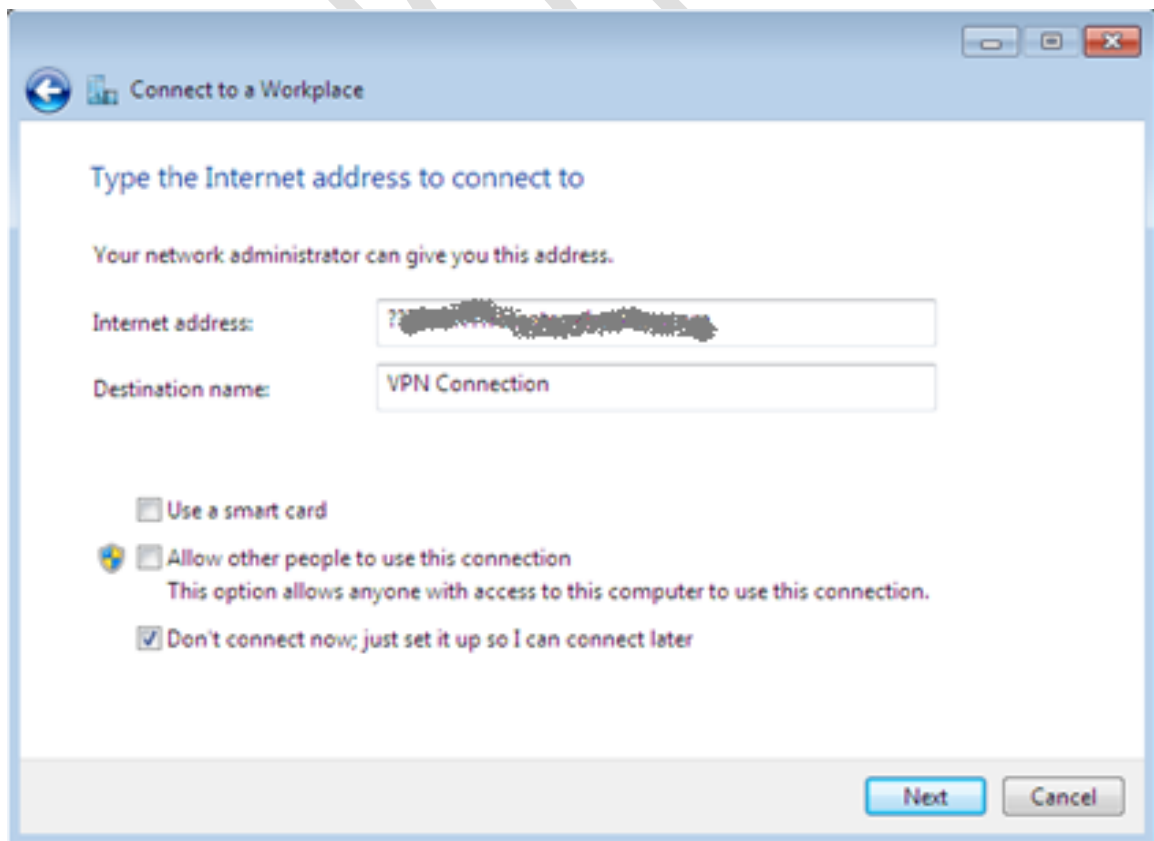 Connect to a Workplace
Type the Internet address to connect to
Your network administrator can give you this address.
Internet address: ??
Destination name: VPN Connection
Use a smart card
Allow other people to use this connection
This option allows anyone with access to this computer to use this connection.
Don't connect now; just set it up so I can connect later
Next Cancel